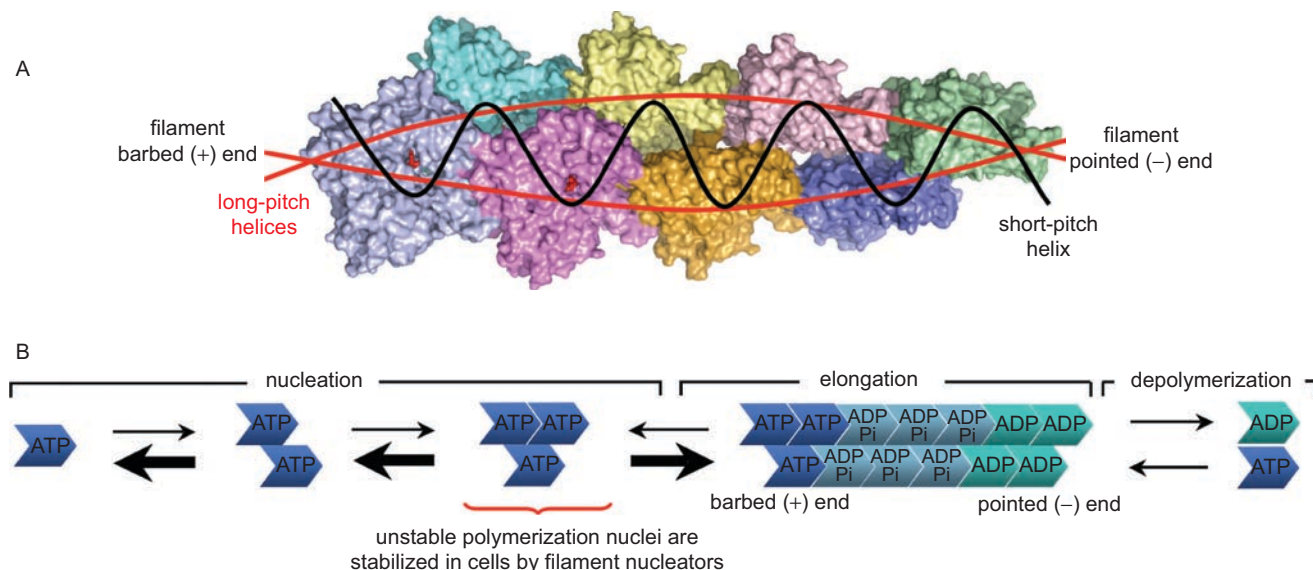 A
filament
barbed (+) end
long-pitch
helices
filament
pointed (−) end
short-pitch
helix
B
nucleation
elongation
depolymerization
ATP
ATP
ATP
ATP ATP
ATP
ATP ATP ADP Pi ADP Pi ADP Pi ADP ADP
ATP ADP Pi ADP Pi ADP Pi ADP ADP
ADP
ATP
barbed (+) end
pointed (−) end
unstable polymerization nuclei are
stabilized in cells by filament nucleators